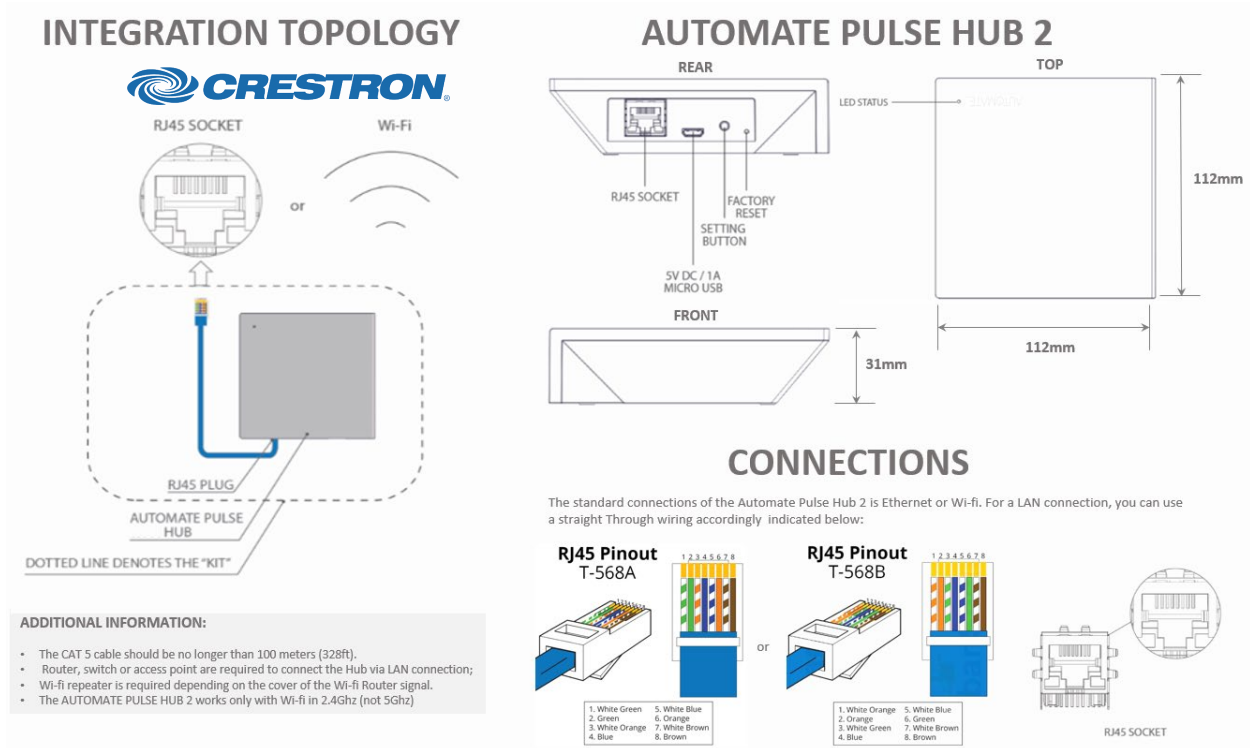 INTEGRATION TOPOLOGY
CRESTRON®
RJ45 SOCKET
Wi-Fi
or
RJ45 PLUG
AUTOMATE PULSE
HUB
DOTTED LINE DENOTES THE “KIT”
ADDITIONAL INFORMATION:
• The CAT 5 cable should be no longer than 100 meters (328ft).
• Router, switch or access point are required to connect the Hub via LAN connection;
• Wi-fi repeater is required depending on the cover of the Wi-fi Router signal.
• The AUTOMATE PULSE HUB 2 works only with Wi-fi in 2.4Ghz (not 5Ghz)
AUTOMATE PULSE HUB 2
REAR
RJ45 SOCKET
FACTORY
RESET
SETTING
BUTTON
5V DC / 1A
MICRO USB
TOP
LED STATUS
AUTOMATE
112mm
112mm
FRONT
31mm
CONNECTIONS
The standard connections of the Automate Pulse Hub 2 is Ethernet or Wi-fi. For a LAN connection, you can use
a straight Through wiring accordingly indicated below:
RJ45 Pinout
T-568A
1 2 3 4 5 6 7 8
1. White Green 5. White Blue
2. Green 6. Orange
3. White Orange 7. White Brown
4. Blue 8. Brown
or
RJ45 Pinout
T-568B
1 2 3 4 5 6 7 8
1. White Orange 5. White Blue
2. Orange 6. Green
3. White Green 7. White Brown
4. Blue 8. Brown
RJ45 SOCKET